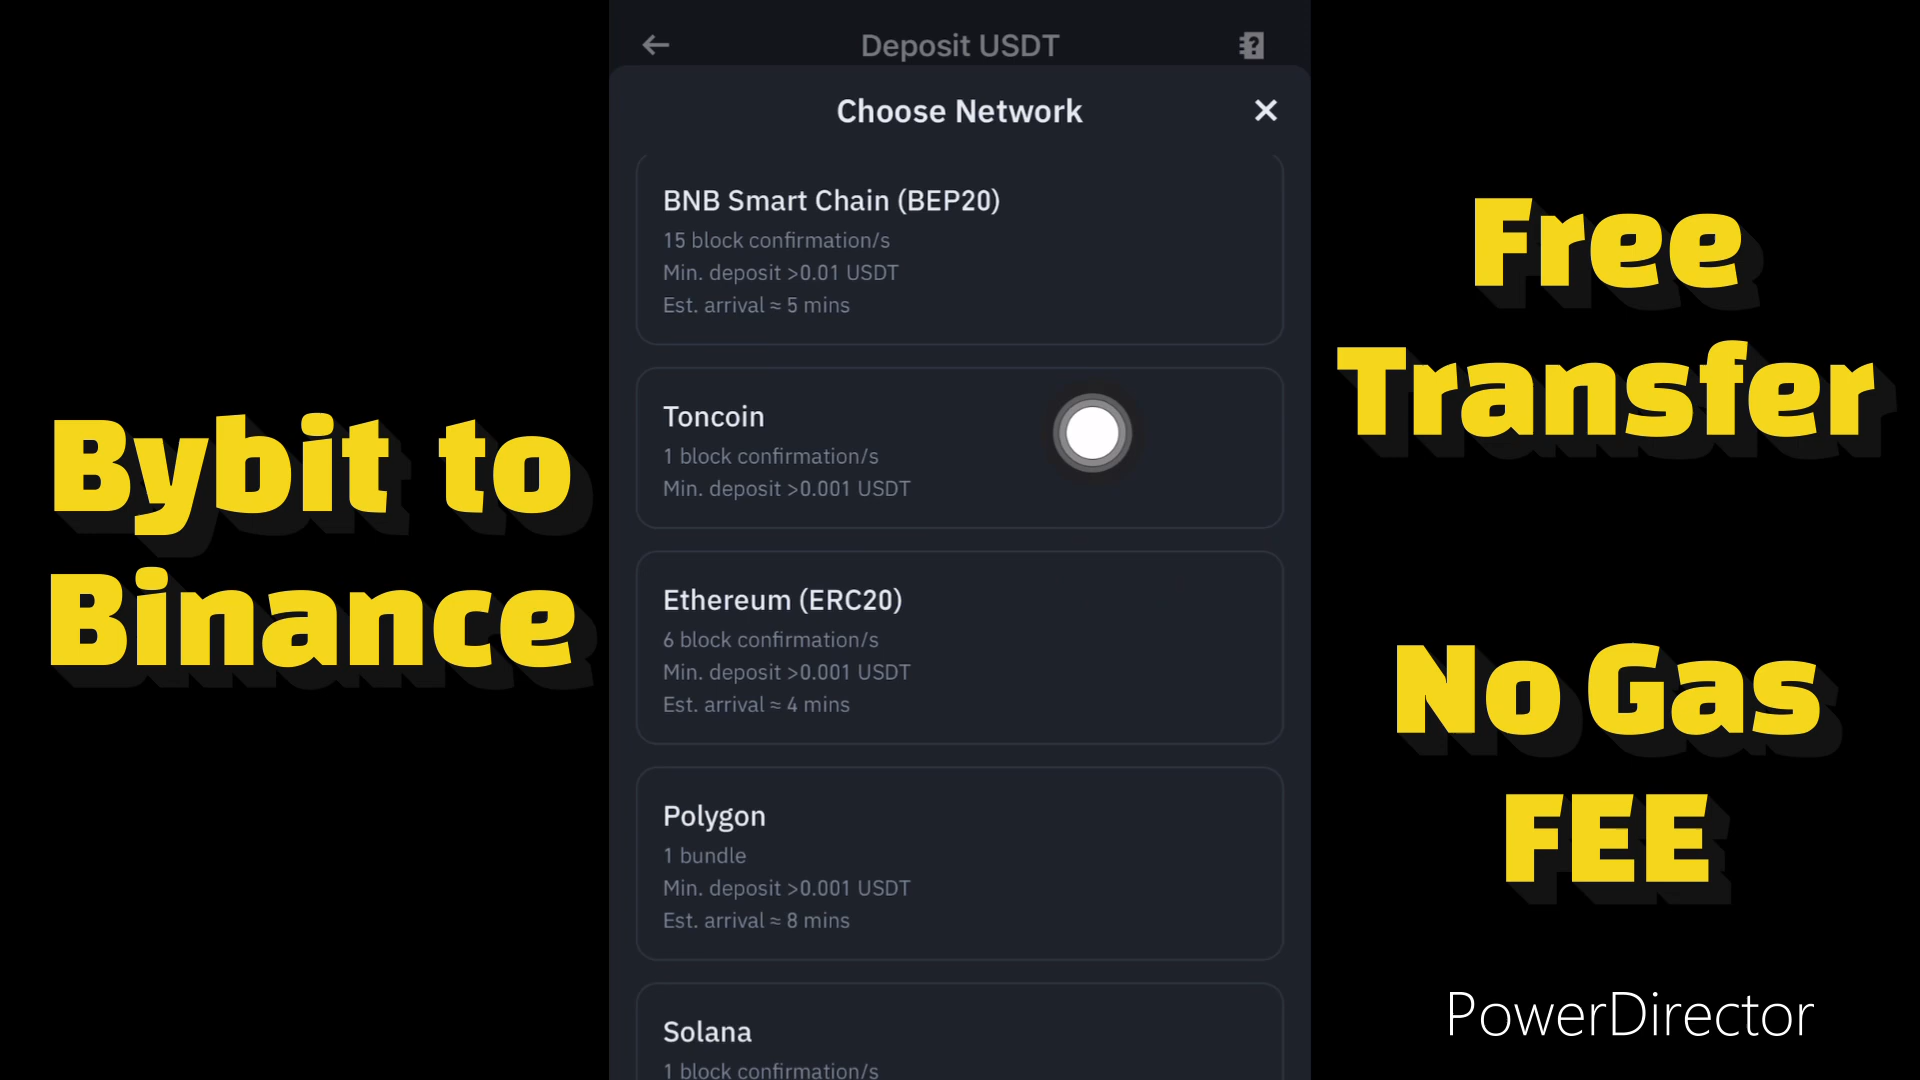 Bybit to
Binance
Deposit USDT
Choose Network
BNB Smart Chain (BEP20)
15 block confirmation/s
Min. deposit >0.01 USDT
Est. arrival ≈ 5 mins
Toncoin
1 block confirmation/s
Min. deposit >0.001 USDT
Ethereum (ERC20)
6 block confirmation/s
Min. deposit >0.001 USDT
Est. arrival ≈ 4 mins
Polygon
1 bundle
Min. deposit >0.001 USDT
Est. arrival ≈ 8 mins
Solana
1 block confirmation/s
Free
Transfer
No Gas
FEE
PowerDirector